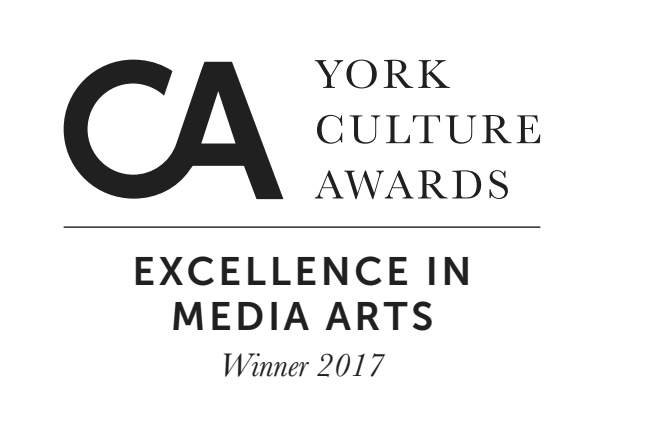 CA
YORK
CULTURE
AWARDS
EXCELLENCE IN
MEDIA ARTS
Winner 2017